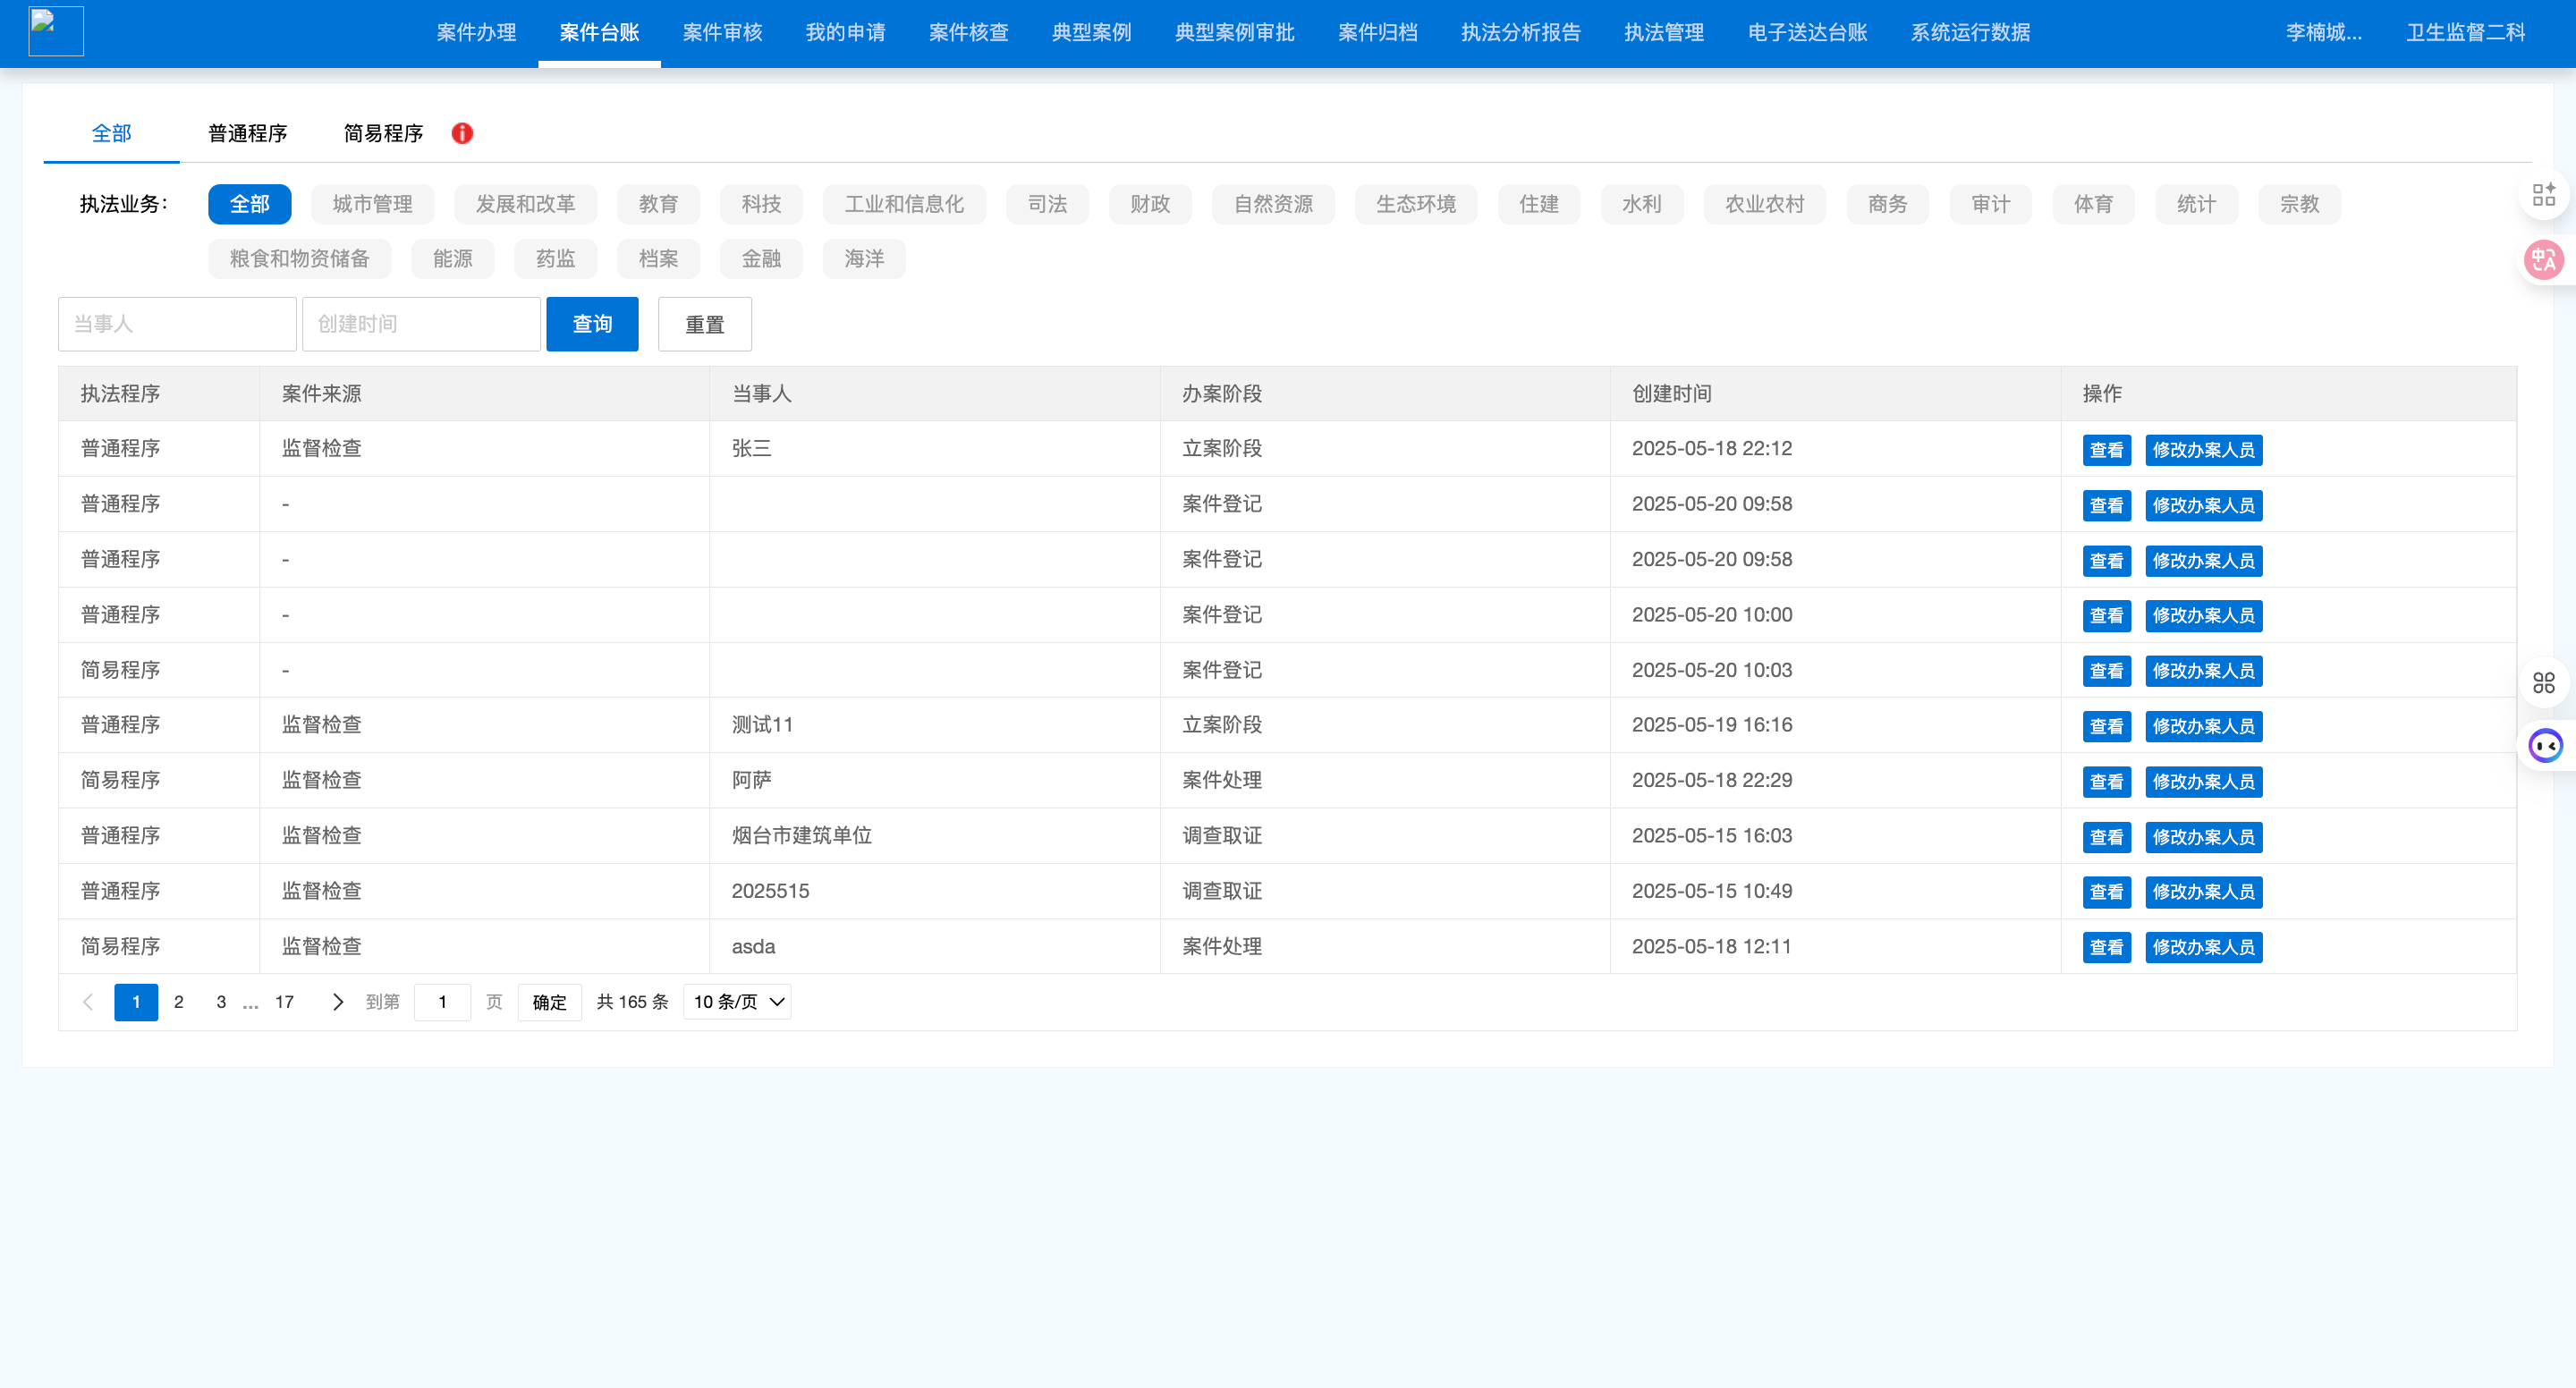 案件办理 案件台账 案件审核 我的申请 案件核查 典型案例 典型案例审批 案件归档 执法分析报告 执法管理 电子送达台账 系统运行数据 李楠城... 卫生监督二科
全部 普通程序 简易程序
执法业务： 全部 城市管理 发展和改革 教育 科技 工业和信息化 司法 财政 自然资源 生态环境 住建 水利 农业农村 商务 审计 体育 统计 宗教
粮食和物资储备 能源 药监 档案 金融 海洋
当事人 创建时间 查询 重置
执法程序 案件来源 当事人 办案阶段 创建时间 操作
普通程序 监督检查 张三 立案阶段 2025-05-18 22:12 查看 修改办案人员
普通程序 - 案件登记 2025-05-20 09:58 查看 修改办案人员
普通程序 - 案件登记 2025-05-20 09:58 查看 修改办案人员
普通程序 - 案件登记 2025-05-20 10:00 查看 修改办案人员
简易程序 - 案件登记 2025-05-20 10:03 查看 修改办案人员
普通程序 监督检查 测试11 立案阶段 2025-05-19 16:16 查看 修改办案人员
简易程序 监督检查 阿萨 案件处理 2025-05-18 22:29 查看 修改办案人员
普通程序 监督检查 烟台市建筑单位 调查取证 2025-05-15 16:03 查看 修改办案人员
普通程序 监督检查 2025515 调查取证 2025-05-15 10:49 查看 修改办案人员
简易程序 监督检查 asda 案件处理 2025-05-18 12:11 查看 修改办案人员
1 2 3 ... 17 到第 1 页 确定 共 165 条 10 条/页